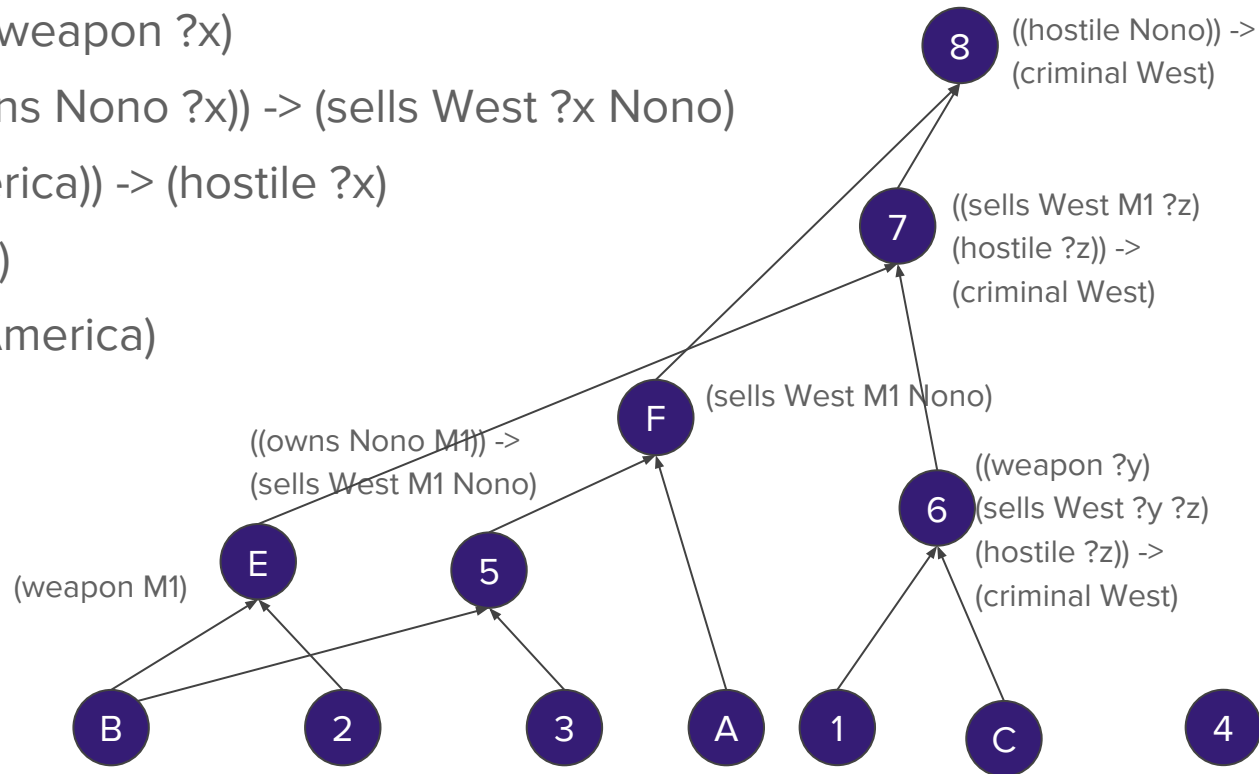 weapon ?x)
ns Nono ?x)) -> (sells West ?x Nono)
erica)) -> (hostile ?x)
)
America)
8
((hostile Nono)) ->
(criminal West)
7
((sells West M1 ?z)
(hostile ?z)) ->
(criminal West)
F
(sells West M1 Nono)
((owns Nono M1)) ->
(sells West M1 Nono)
6
((weapon ?y)
(sells West ?y ?z)
(hostile ?z)) ->
(criminal West)
E
5
(weapon M1)
B
2
3
A
1
C
4